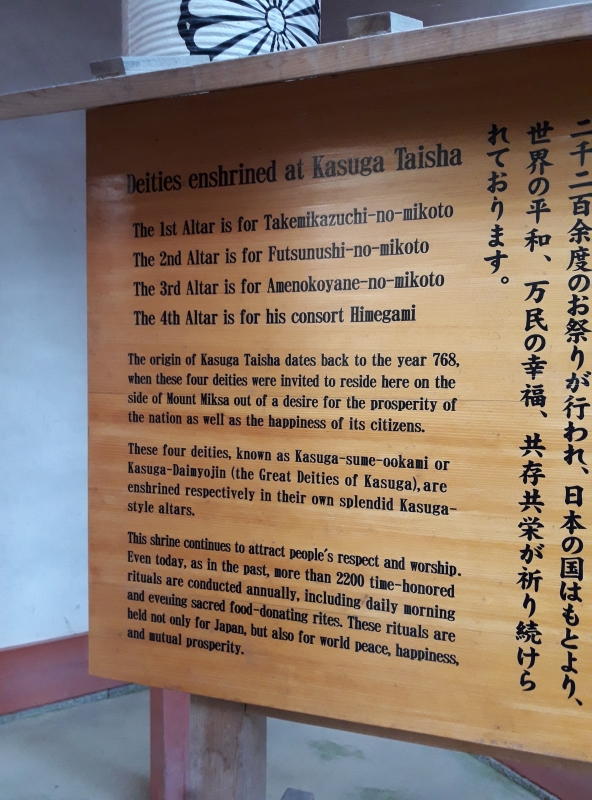 Deities enshrined at Kasuga Taisha
The 1st Altar is for Takemikazuchi-no-mikoto
The 2nd Altar is for Futsunushi-no-mikoto
The 3rd Altar is for Amenokoyane-no-mikoto
The 4th Altar is for his consort Himegami
The origin of Kasuga Taisha dates back to the year 768,
when these four deities were invited to reside here on the
side of Mount Miksa out of a desire for the prosperity of
the nation as well as the happiness of its citizens.
These four deities, known as Kasuga-sume-ookami or
Kasuga-Daimyojin (the Great Deities of Kasuga), are
enshrined respectively in their own splendid Kasuga-
style altars.
This shrine continues to attract people's respect and worship.
Even today, as in the past, more than 2200 time-honored
rituals are conducted annually, including daily morning
and evening sacred food-donating rites. These rituals are
held not only for Japan, but also for world peace, happiness,
and mutual prosperity.
二千二百余度のお祭りが行われ、日本の国はもとより、
世界の平和、万民の幸福、共存共栄が祈り続けら
れております。